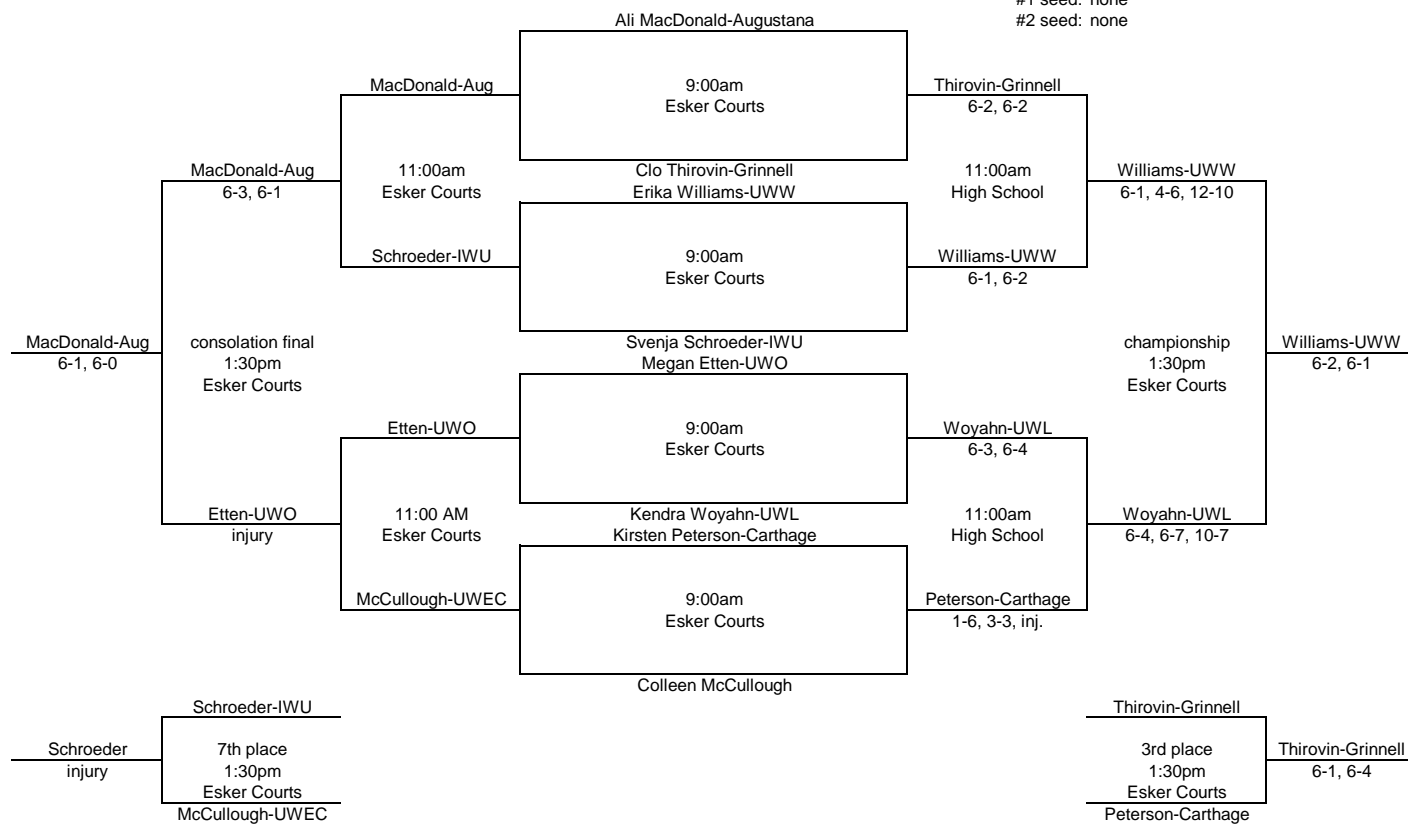 #1 seed: none
Ali MacDonald-Augustana #2 seed: none
MacDonald-Aug 9:00am Thirovin-Grinnell
Esker Courts 6-2, 6-2
MacDonald-Aug 11:00am Clo Thirovin-Grinnell 11:00am Williams-UWW
6-3, 6-1 Esker Courts Erika Williams-UWW High School 6-1, 4-6, 12-10
Schroeder-IWU 9:00am Williams-UWW
Esker Courts 6-1, 6-2
MacDonald-Aug consolation final Svenja Schroeder-IWU championship Williams-UWW
6-1, 6-0 1:30pm Megan Etten-UWO 1:30pm 6-2, 6-1
Esker Courts Esker Courts
Etten-UWO 9:00am Woyahn-UWL
Esker Courts 6-3, 6-4
Etten-UWO 11:00 AM Kendra Woyahn-UWL 11:00am Woyahn-UWL
injury Esker Courts Kirsten Peterson-Carthage High School 6-4, 6-7, 10-7
McCullough-UWEC 9:00am Peterson-Carthage
Esker Courts 1-6, 3-3, inj.
Colleen McCullough
Schroeder-IWU Thirovin-Grinnell
Schroeder 7th place 3rd place Thirovin-Grinnell
injury 1:30pm 1:30pm 6-1, 6-4
Esker Courts Esker Courts
McCullough-UWEC Peterson-Carthage